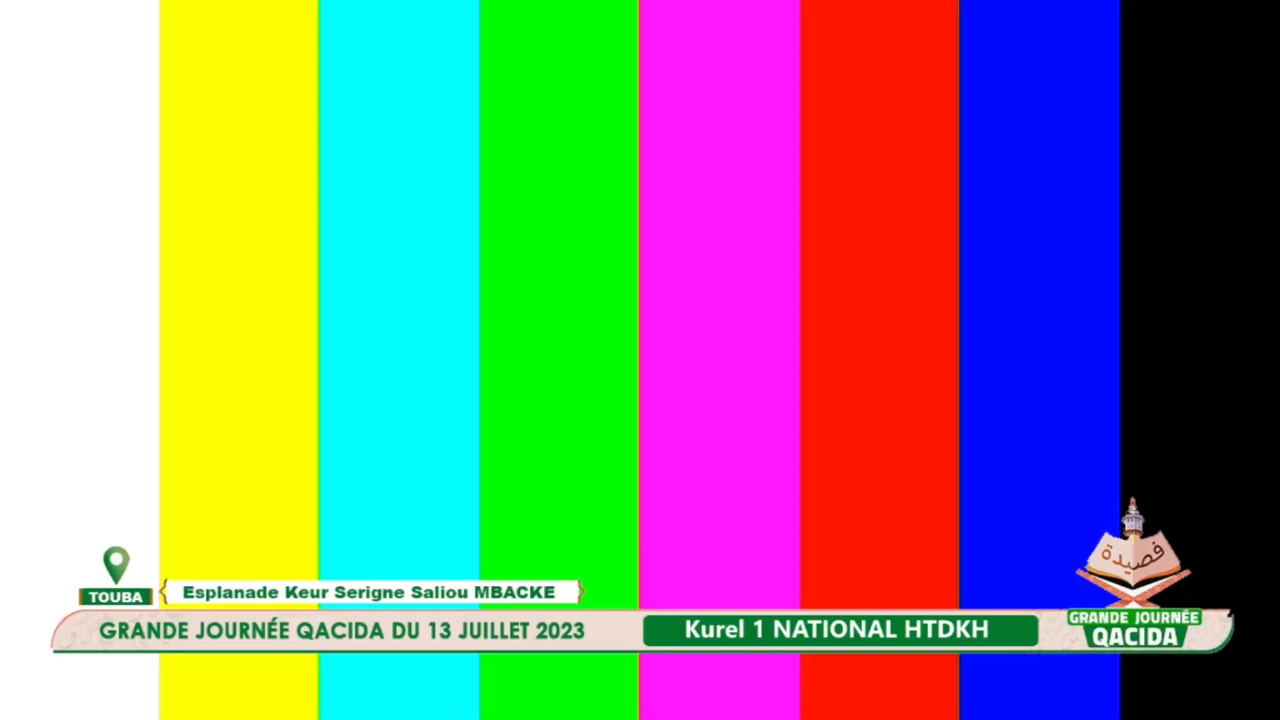 TOUBA
Esplanade Keur Serigne Saliou MBACKE
GRANDE JOURNÉE QACIDA DU 13 JUILLET 2023
Kurel 1 NATIONAL HTDKH
قصيدة
GRANDE JOURNÉE
QACIDA